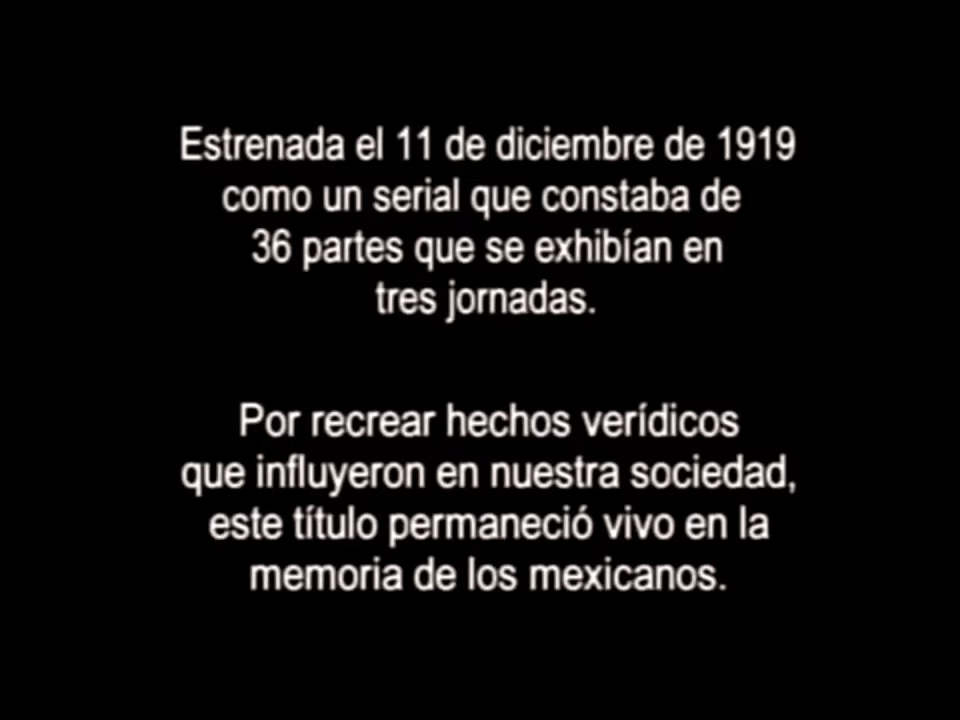 Estrenada el 11 de diciembre de 1919
como un serial que constaba de
36 partes que se exhibían en
tres jornadas.
Por recrear hechos verídicos
que influyeron en nuestra sociedad,
este título permaneció vivo en la
memoria de los mexicanos.